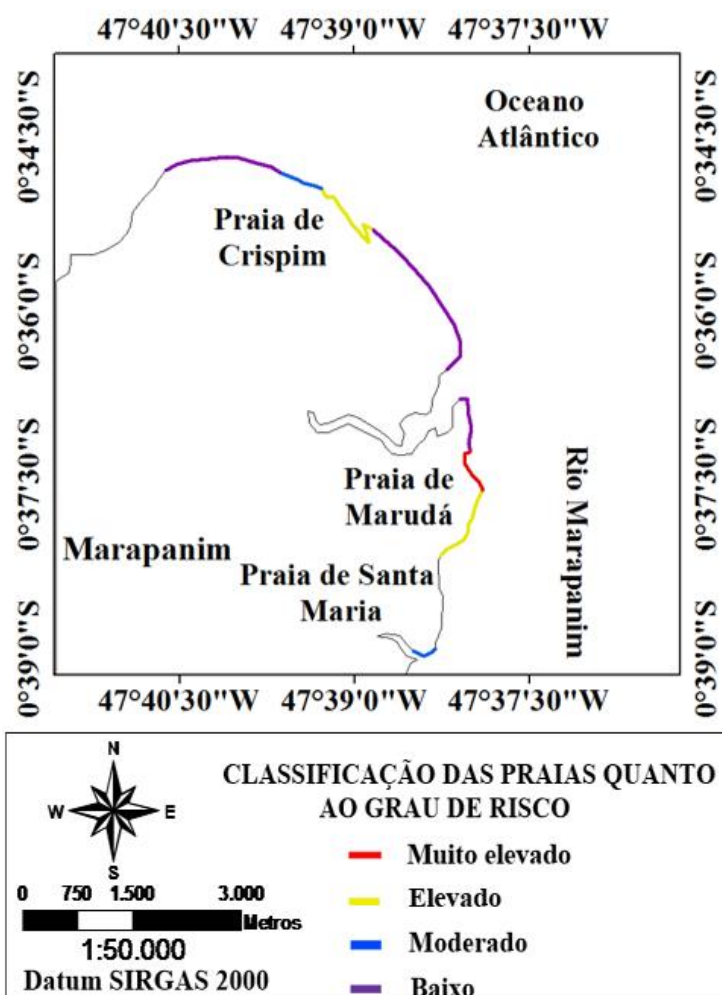 47°40'30"W 47°39'0"W 47°37'30"W
0°34'30"S
0°34'30"S
Oceano
Atlântico
Praia de
Crispim
0°36'0"S
0°36'0"S
Praia de
Marudá
Rio Marapanim
0°37'30"S
0°37'30"S
Marapanim
Praia de Santa
Maria
0°39'0"S
0°39'0"S
47°40'30"W 47°39'0"W 47°37'30"W
N
W E
S
CLASSIFICAÇÃO DAS PRAIAS QUANTO
AO GRAU DE RISCO
Muito elevado
Elevado
Moderado
Baixo
0 750 1.500 3.000
Metros
1:50.000
Datum SIRGAS 2000